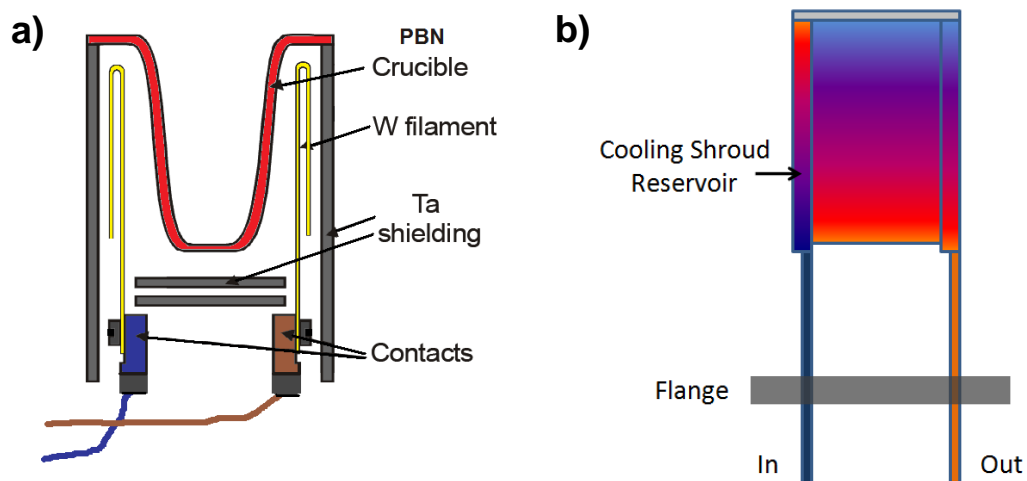 a)
PBN
Crucible
W filament
Ta
shielding
Contacts
b)
Cooling Shroud
Reservoir
Flange
In
Out